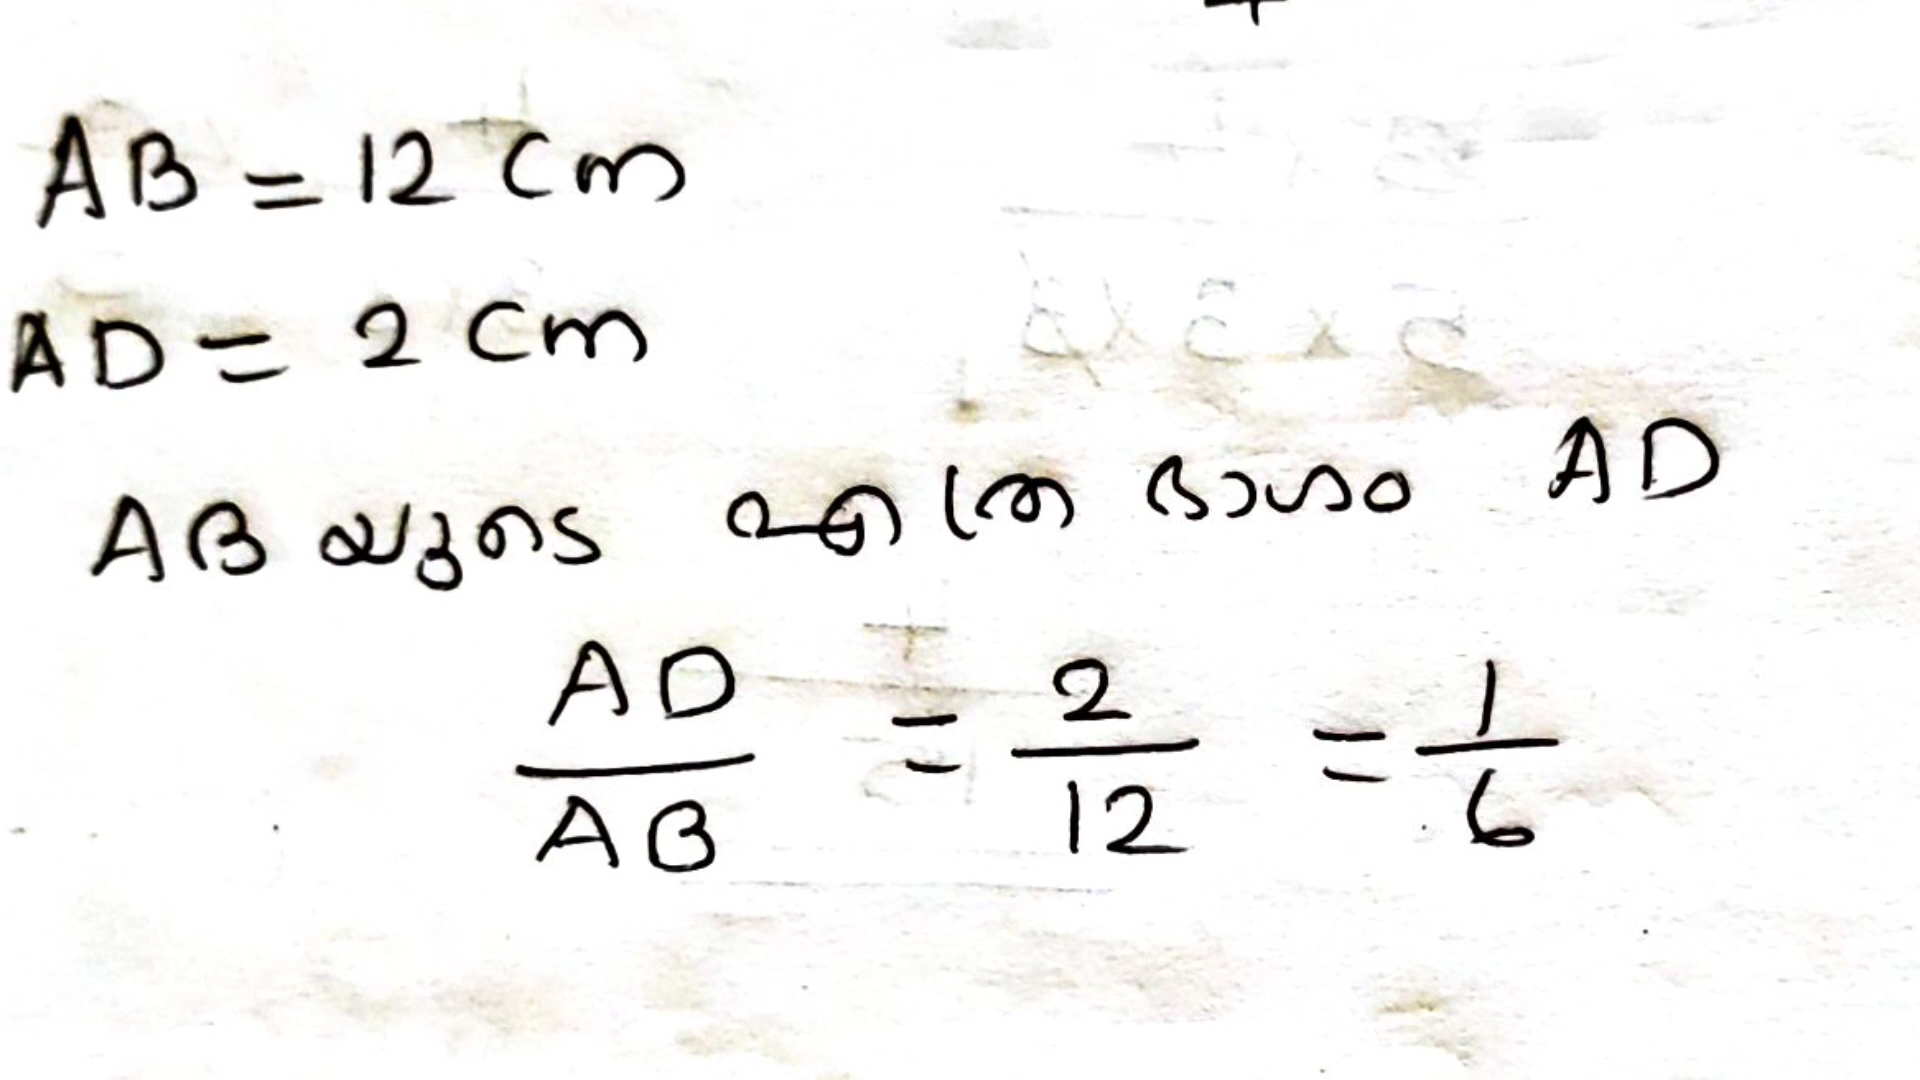 AB = 12 cm
AD = 2 cm
AB യുടെ എത്ര ഭാഗം AD
AD/AB = 2/12 = 1/6